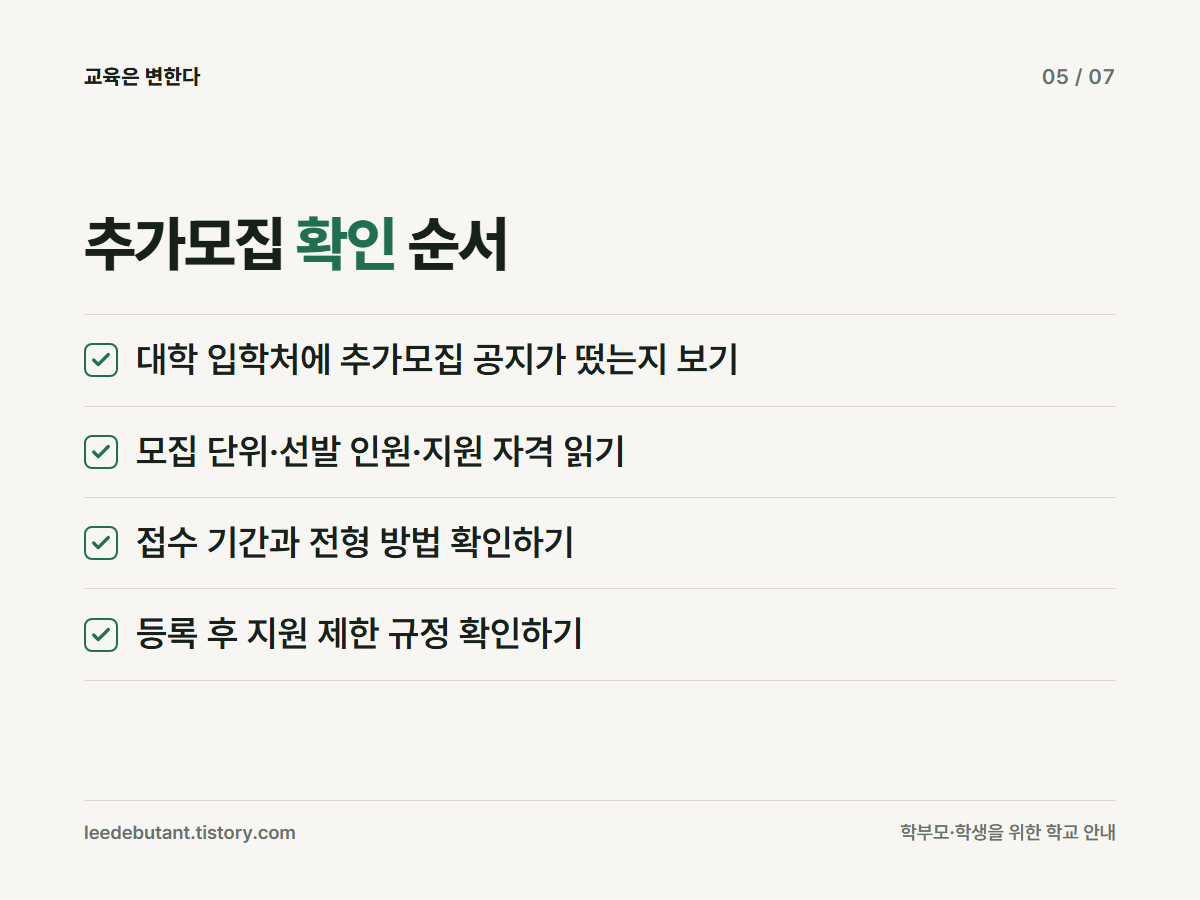 교육은 변한다
05 / 07
추가모집 확인 순서
대학 입학처에 추가모집 공지가 떴는지 보기
모집 단위·선발 인원·지원 자격 읽기
접수 기간과 전형 방법 확인하기
등록 후 지원 제한 규정 확인하기
leedebutant.tistory.com
학부모·학생을 위한 학교 안내